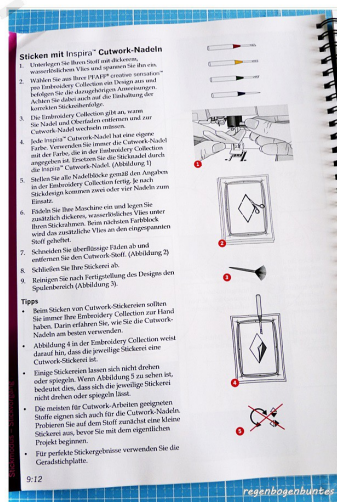 Sticken mit Inspira™ Cutwork-Nadeln
1. Unterlegen Sie Ihren Stoff mit dickerem,
wasserlöslichem Vlies und spannen Sie ihn ein.
2. Wählen Sie aus Ihrer PFAFF® creative sensation™
pro Embroidery Collection ein Design aus und
befolgen Sie die dazugehörigen Anweisungen.
Achten Sie dabei auch auf die Einhaltung der
korrekten Stickreihenfolge.
3. Die Embroidery Collection gibt an, wann
Sie Nadel und Oberfaden entfernen und zur
Cutwork-Nadel wechseln müssen.
4. Jede Inspira™ Cutwork-Nadel hat eine eigene
Farbe. Verwenden Sie immer die Cutwork-Nadel
mit der Farbe, die in der Embroidery Collection
angegeben ist. Ersetzen Sie die Sticknadel durch
die Inspira™ Cutwork-Nadel. (Abbildung 1)
5. Stellen Sie alle Nadelblöcke gemäß den Angaben
in der Embroidery Collection fertig. Je nach
Stickdesign kommen zwei oder vier Nadeln zum
Einsatz.
6. Fädeln Sie Ihre Maschine ein und legen Sie
zusätzlich dickeres, wasserlösliches Vlies unter
Ihren Stickrahmen. Beim nächsten Farbblock
wird das zusätzliche Vlies an den eingespannten
Stoff geheftet.
7. Schneiden Sie überflüssige Fäden ab und
entfernen Sie den Cutwork-Stoff. (Abbildung 2)
8. Schließen Sie Ihre Stickerei ab.
9. Reinigen Sie nach Fertigstellung des Designs den
Spulenbereich (Abbildung 3).
Tipps
• Beim Sticken von Cutwork-Stickereien sollten
Sie immer Ihre Embroidery Collection zur Hand
haben. Darin erfahren Sie, wie Sie die Cutwork-
Nadeln am besten verwenden.
• Abbildung 4 in der Embroidery Collection weist
darauf hin, dass die jeweilige Stickerei eine
Cutwork-Stickerei ist.
• Einige Stickereien lassen sich nicht drehen
oder spiegeln. Wenn Abbildung 5 zu sehen ist,
bedeutet dies, dass sich die jeweilige Stickerei
nicht drehen oder spiegeln lässt.
• Die meisten für Cutwork-Arbeiten geeigneten
Stoffe eignen sich auch für die Cutwork-Nadeln.
Probieren Sie auf dem Stoff zunächst eine kleine
Stickerei aus, bevor Sie mit dem eigentlichen
Projekt beginnen.
• Für perfekte Stickergebnisse verwenden Sie die
Geradstichplatte.
9:12
1
2
3
4
5
regenbogenbuntes